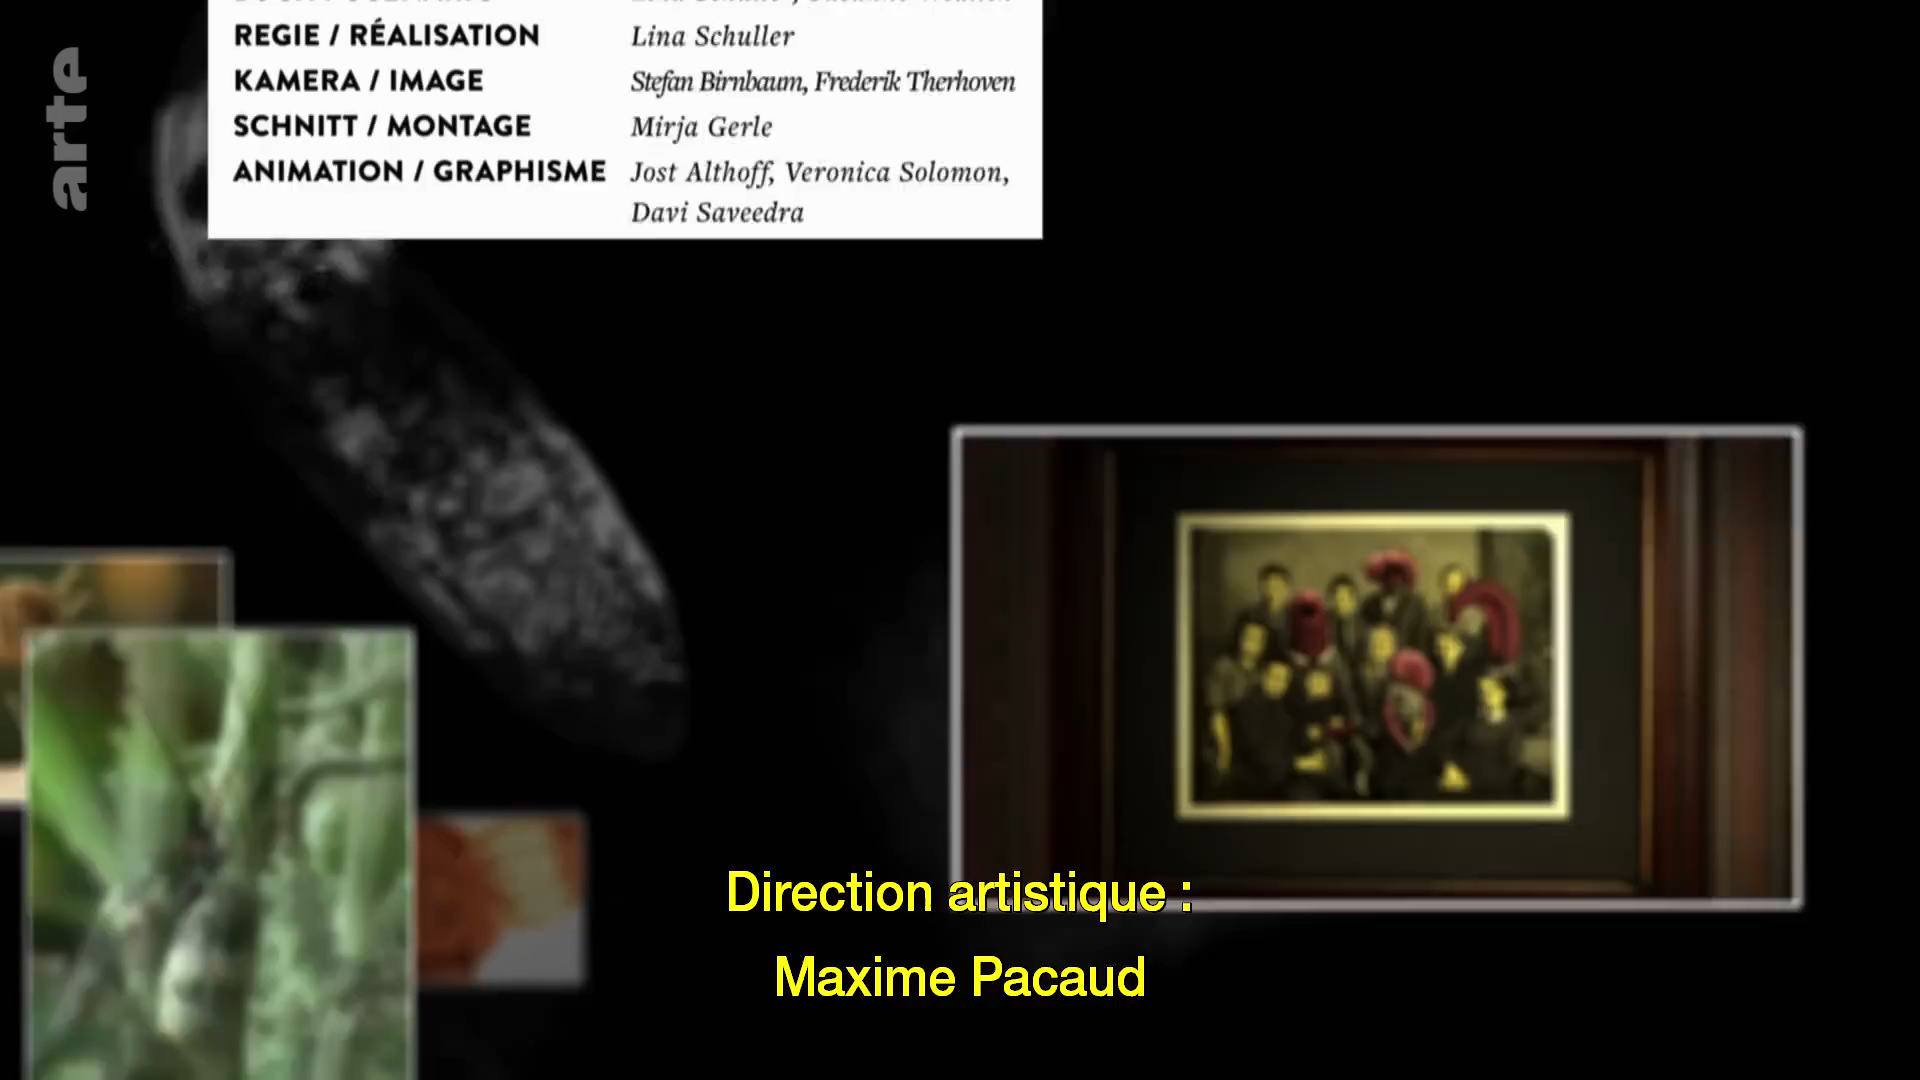 arte
REGIE / RÉALISATION Lina Schuller
KAMERA / IMAGE Stefan Birnbaum, Frederik Therhoven
SCHNITT / MONTAGE Mirja Gerle
ANIMATION / GRAPHISME Jost Althoff, Veronica Solomon,
Davi Saveedra
Direction artistique :
Maxime Pacaud